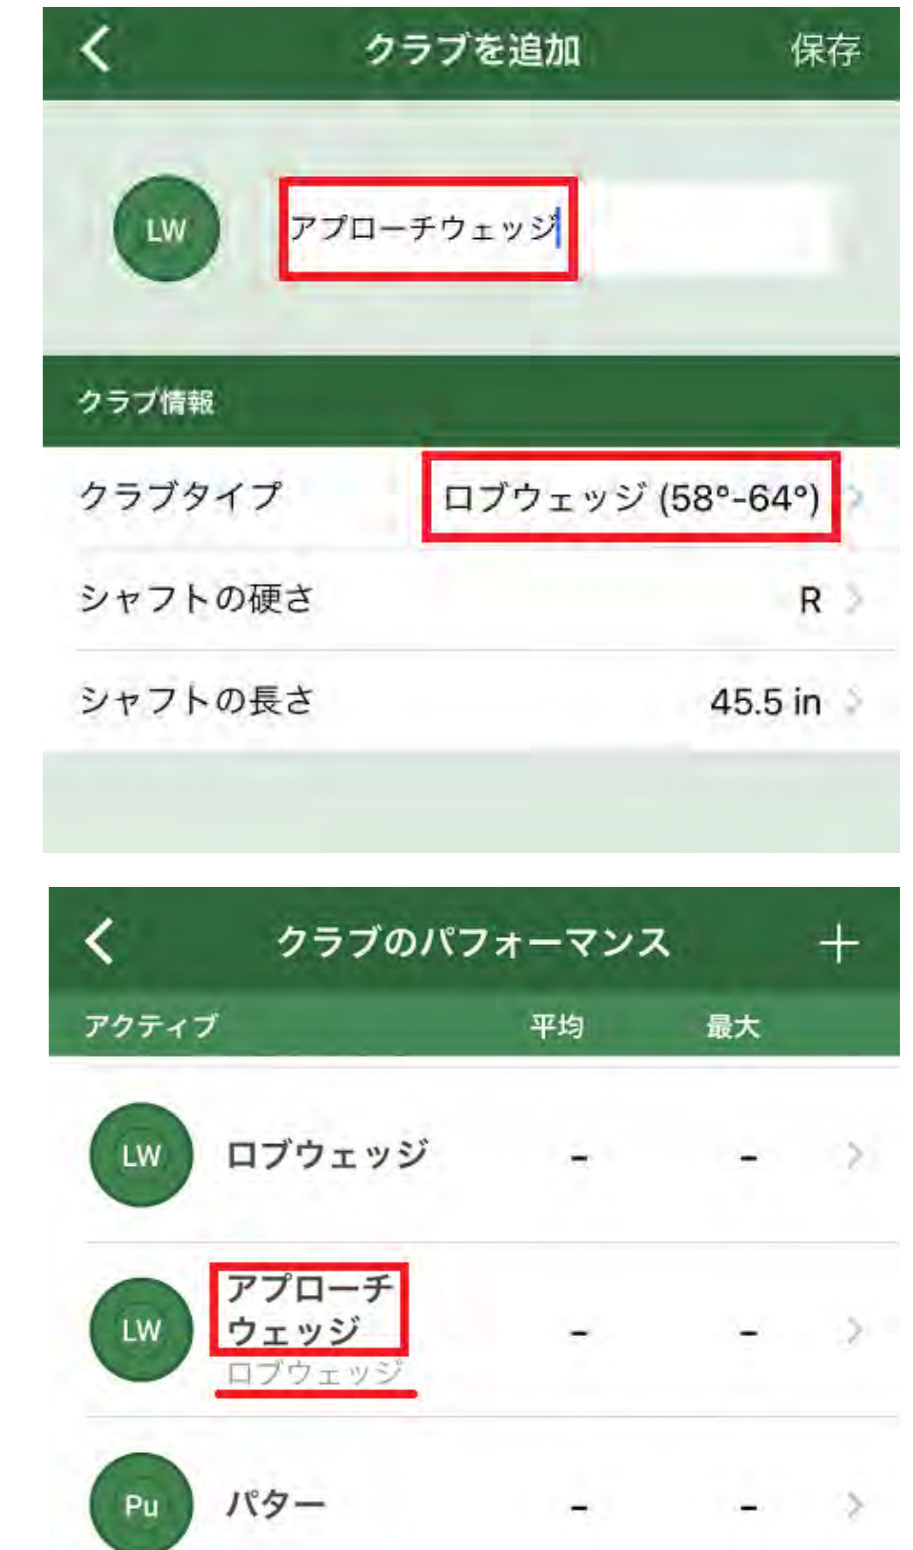 クラブを追加 保存
LW アプローチウェッジ
クラブ情報
クラブタイプ ロブウェッジ (58°-64°)
シャフトの硬さ R
シャフトの長さ 45.5 in
クラブのパフォーマンス
アクティブ 平均 最大
LW ロブウェッジ - -
アプローチ
LW ウェッジ - -
ロブウェッジ
Pu パター - -